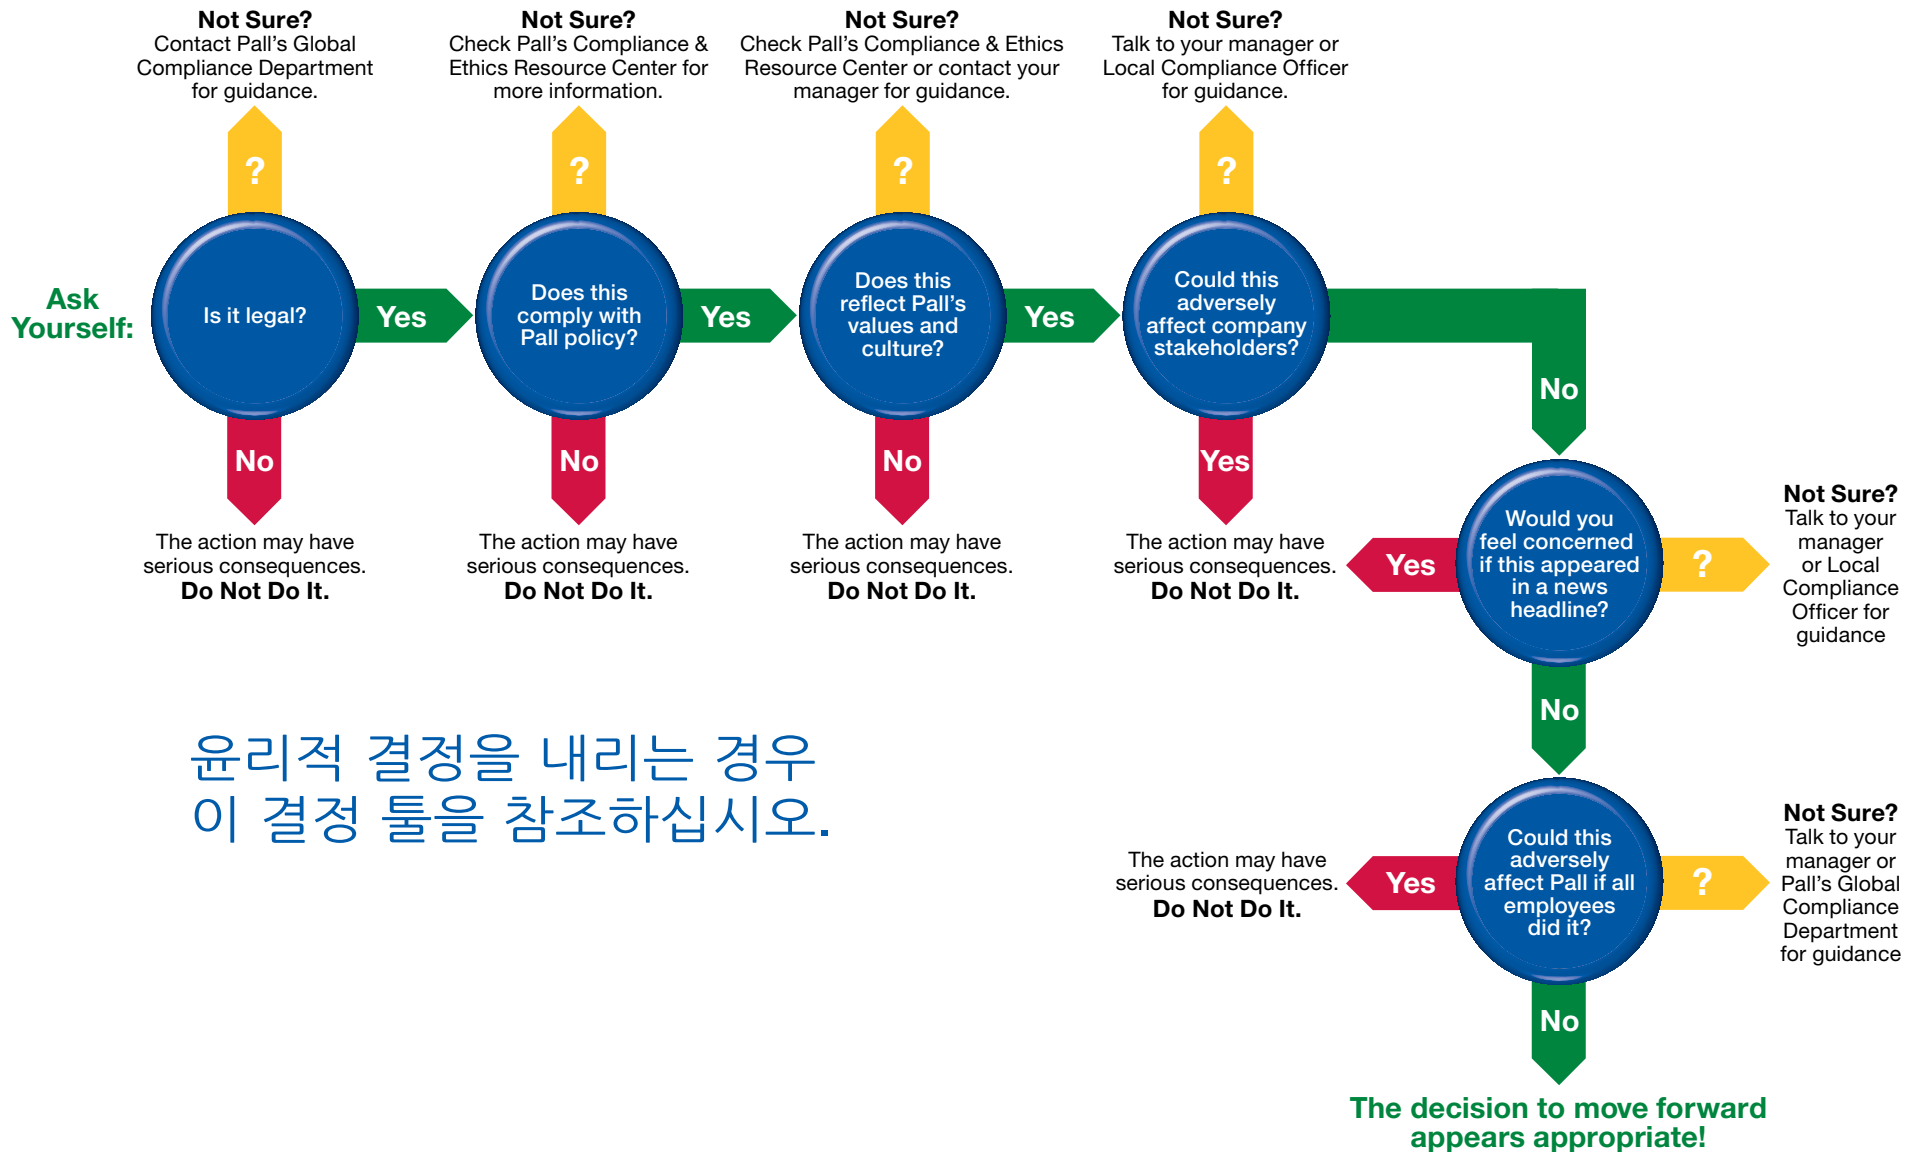 Not Sure?
Contact Pall's Global
Compliance Department
for guidance.
Not Sure?
Check Pall's Compliance &
Ethics Resource Center for
more information.
Not Sure?
Check Pall's Compliance & Ethics
Resource Center or contact your
manager for guidance.
Not Sure?
Talk to your manager or
Local Compliance Officer
for guidance.
?
?
?
?
Ask
Yourself:
Is it legal?
Yes
Does this
comply with
Pall policy?
Yes
Does this
reflect Pall's
values and
culture?
Yes
Could this
adversely
affect company
stakeholders?
No
No
No
No
Yes
The action may have
serious consequences.
Do Not Do It.
The action may have
serious consequences.
Do Not Do It.
The action may have
serious consequences.
Do Not Do It.
The action may have
serious consequences.
Do Not Do It.
Yes
Would you
feel concerned
if this appeared
in a news
headline?
?
Not Sure?
Talk to your
manager
or Local
Compliance
Officer for
guidance
No
윤리적 결정을 내리는 경우
이 결정 툴을 참조하십시오.
The action may have
serious consequences.
Do Not Do It.
Yes
Could this
adversely
affect Pall if all
employees
did it?
?
Not Sure?
Talk to your
manager or
Pall's Global
Compliance
Department
for guidance
No
The decision to move forward
appears appropriate!